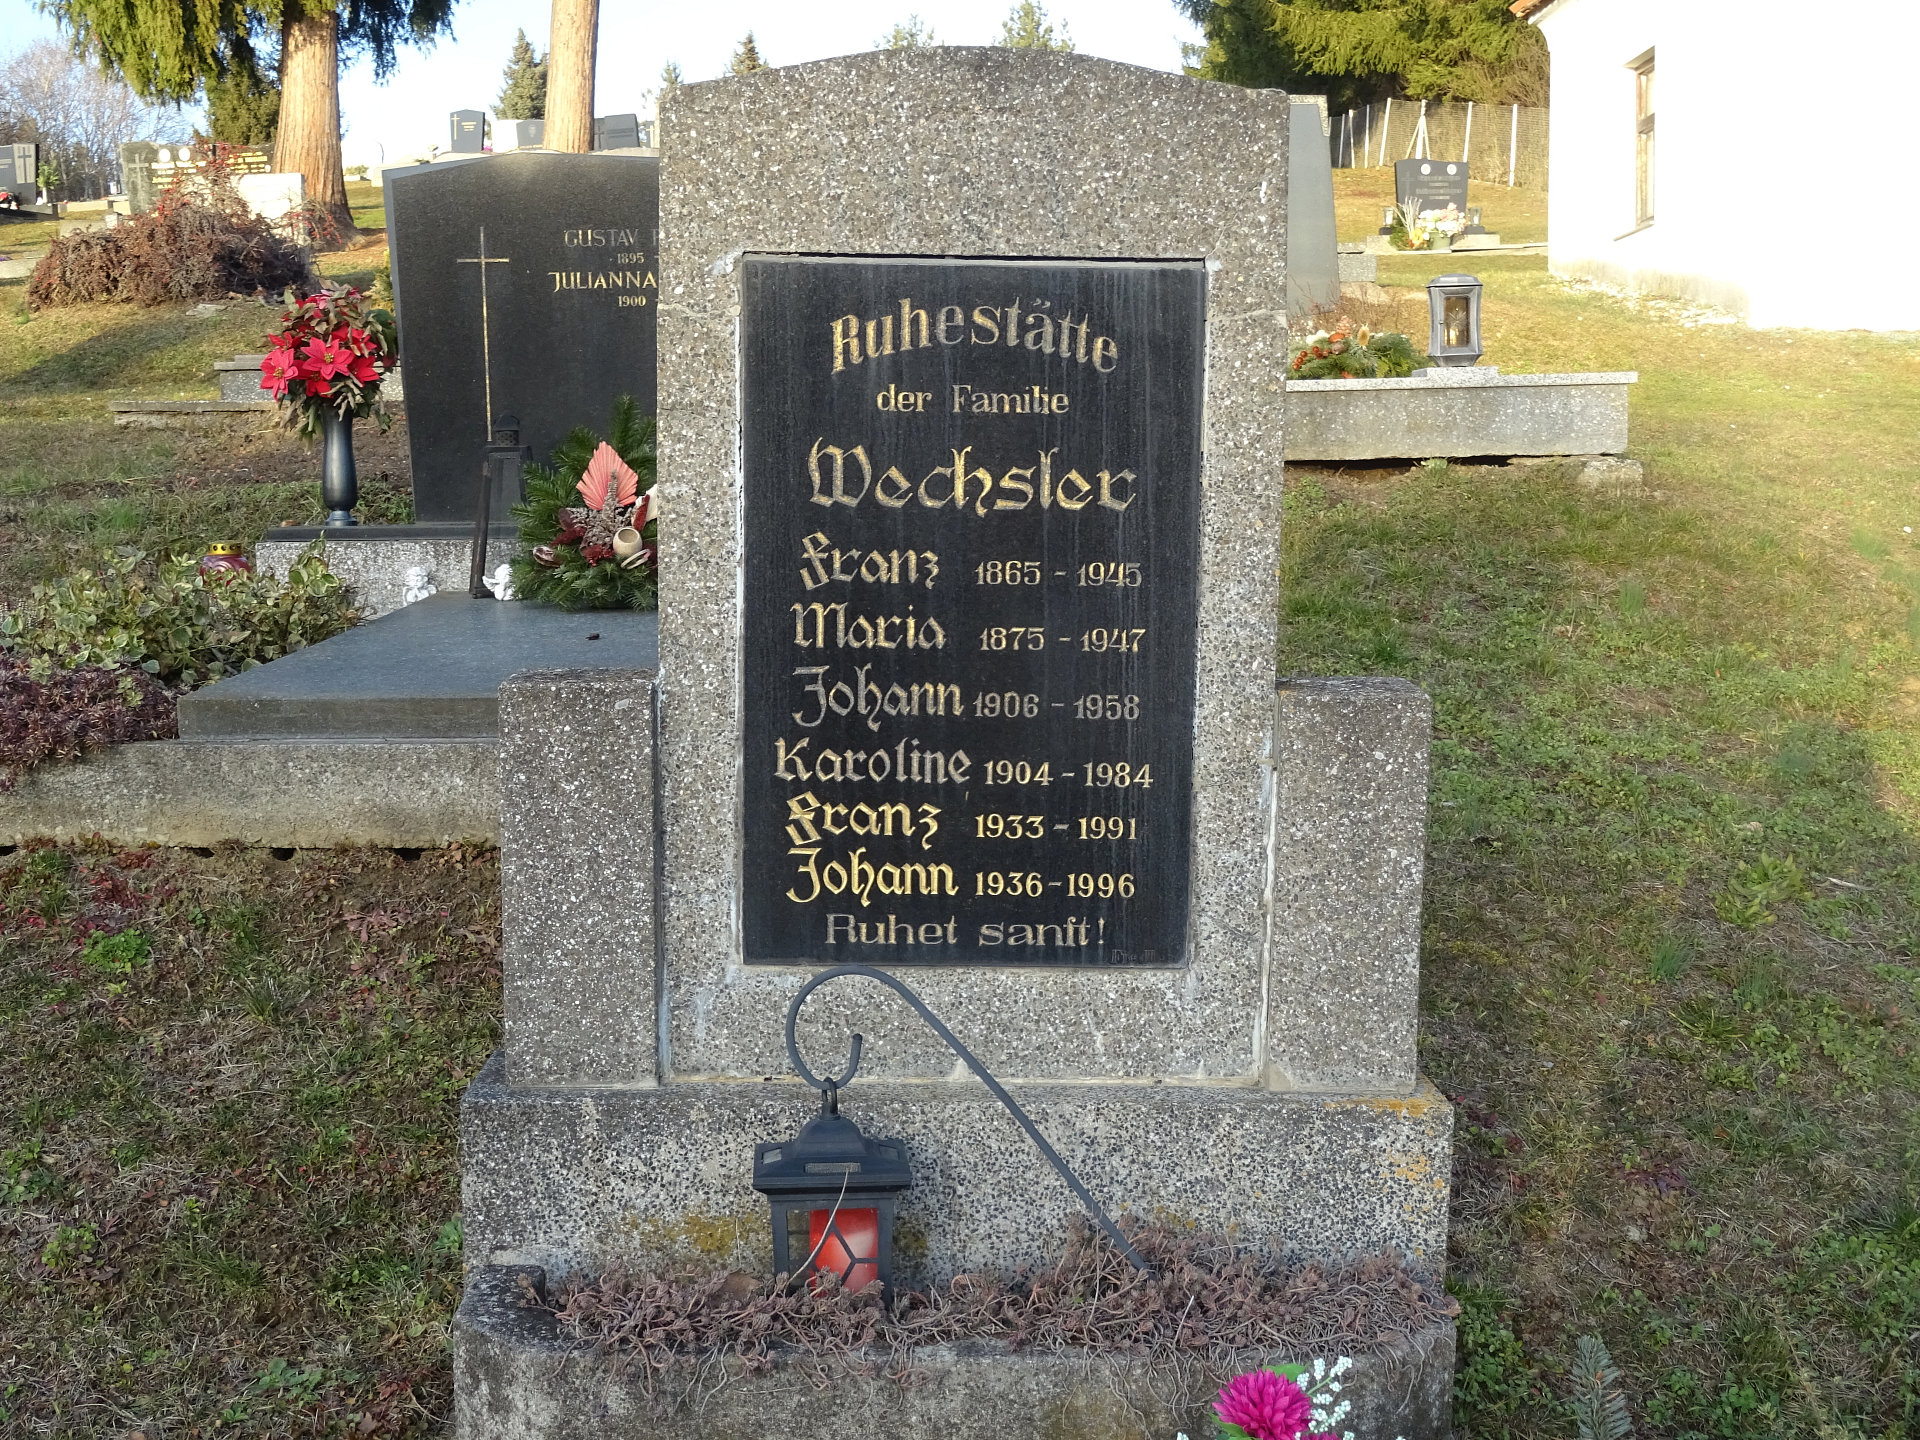 Ruhestätte
der Familie
Wechsler
Franz 1865 - 1945
Maria 1875 - 1947
Johann 1906 - 1958
Karoline 1904 - 1984
Franz 1933 - 1991
Johann 1936 - 1996
Ruhet sanft!
GUSTAV
1895
JULIANNA
1900